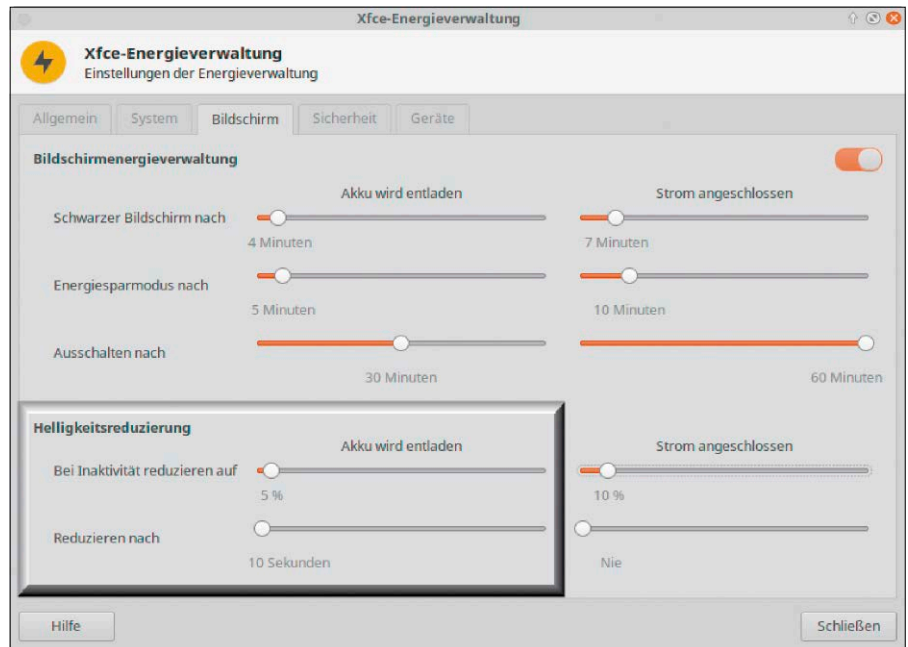 Xfce-Energieverwaltung
Xfce-Energieverwaltung
Einstellungen der Energieverwaltung
Allgemein System Bildschirm Sicherheit Geräte
Bildschirmenergieverwaltung
Akku wird entladen Strom angeschlossen
Schwarzer Bildschirm nach
4 Minuten 7 Minuten
Energiesparmodus nach
5 Minuten 10 Minuten
Ausschalten nach
30 Minuten 60 Minuten
Helligkeitsreduzierung
Akku wird entladen Strom angeschlossen
Bei Inaktivität reduzieren auf
5 % 10 %
Reduzieren nach
10 Sekunden Nie
Hilfe Schließen